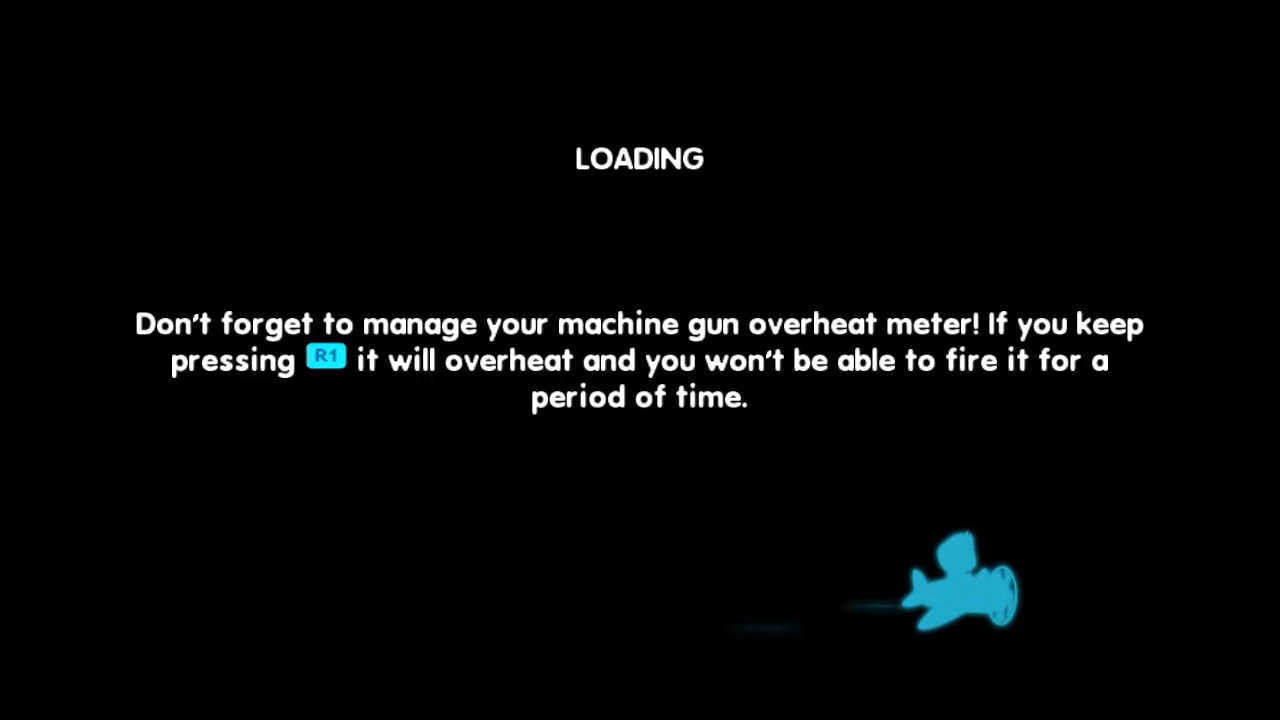 LOADING
Don't forget to manage your machine gun overheat meter! If you keep
pressing R1 it will overheat and you won't be able to fire it for a
period of time.